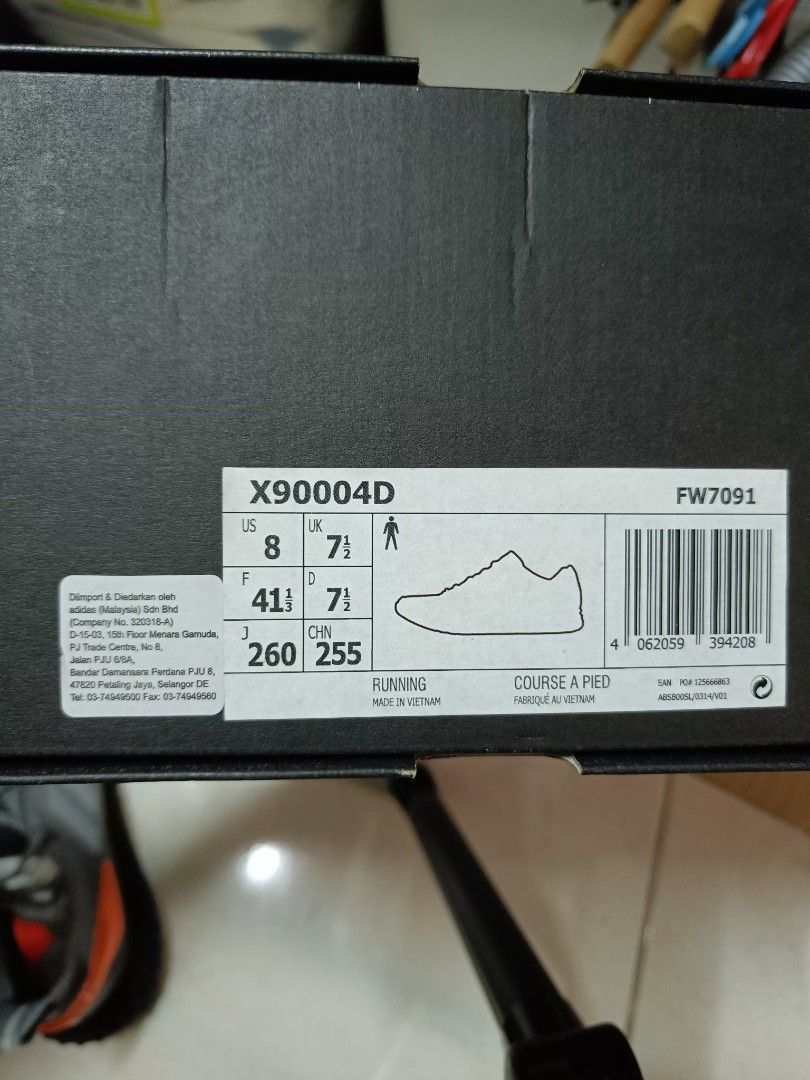 X90004D
FW7091
US
8
UK
7½
F
41⅓
D
7½
J
260
CHN
255
4 062059 394208
RUNNING
MADE IN VIETNAM
COURSE A PIED
FABRIQUÉ AU VIETNAM
EAN PO# 125666863
ABSB00SL/0314/V01
Diimport & Diedarkan oleh
adidas (Malaysia) Sdn Bhd
(Company No. 320318-A)
D-15-03, 15th Floor Menara Gamuda,
PJ Trade Centre, No 8,
Jalan PJU 8/8A,
Bandar Damansara Perdana PJU 8,
47820 Petaling Jaya, Selangor DE
Tel: 03-74949500 Fax: 03-74949560